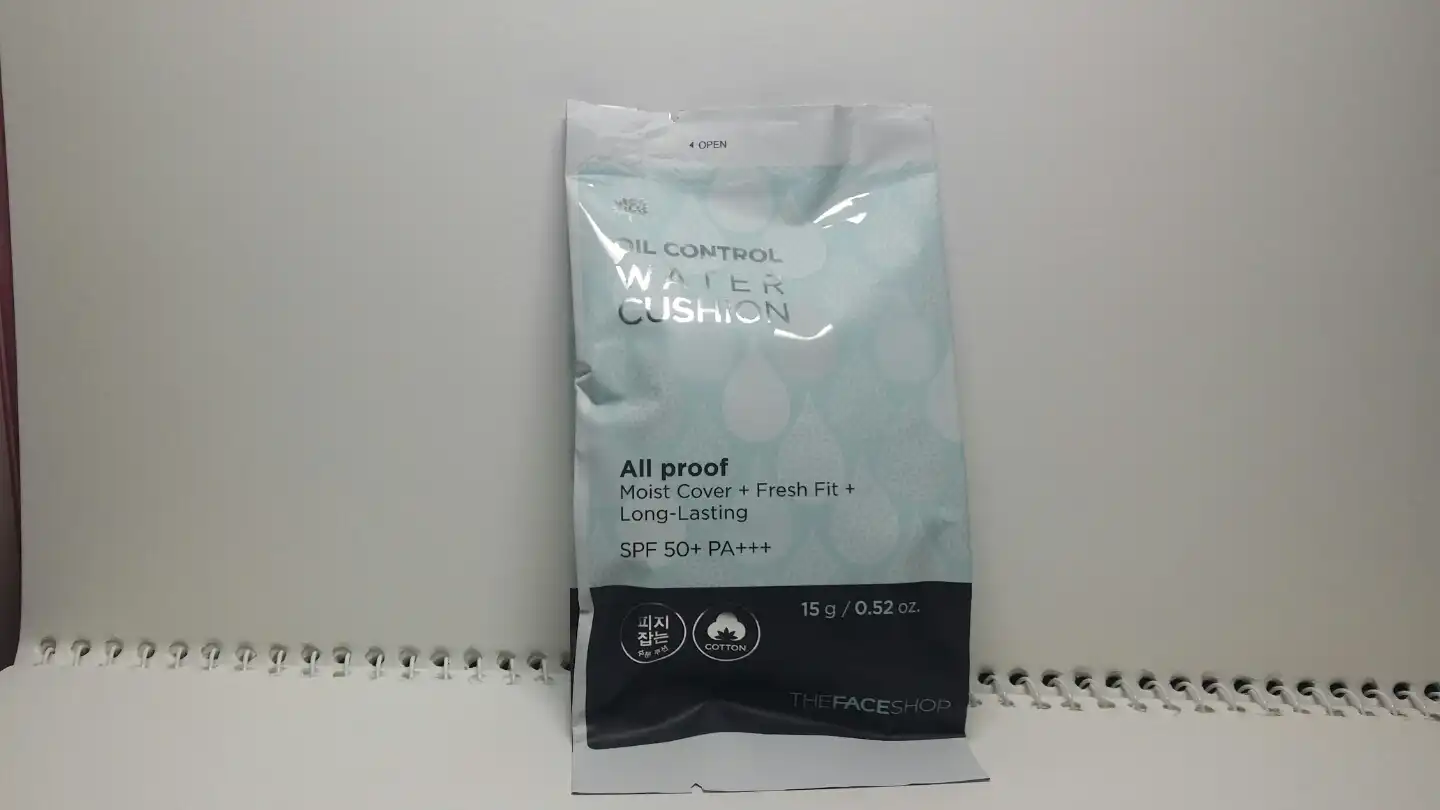 OPEN
OIL CONTROL
WATER
CUSHION
All proof
Moist Cover + Fresh Fit +
Long-Lasting
SPF 50+ PA+++
피지
잡는
COTTON
15 g / 0.52 oz.
THEFACESHOP